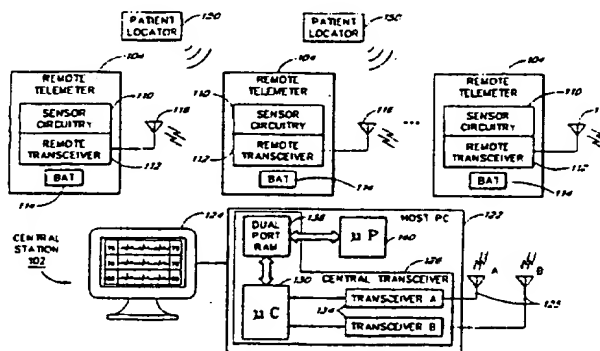 PATIENT LOCATOR
PATIENT LOCATOR
104
REMOTE TELEMETER
110
SENSOR CIRCUITRY
REMOTE TRANSCEIVER
112
BAT
114
116
104
REMOTE TELEMETER
110
SENSOR CIRCUITRY
REMOTE TRANSCEIVER
112
BAT
114
116
...
104
REMOTE TELEMETER
110
SENSOR CIRCUITRY
REMOTE TRANSCEIVER
112
BAT
114
CENTRAL STATION
102
124
HOST PC
122
DUAL PORT RAM
μP
140
CENTRAL TRANSCEIVER
126
130
μC
TRANSCEIVER A
134
TRANSCEIVER B
A
B
125